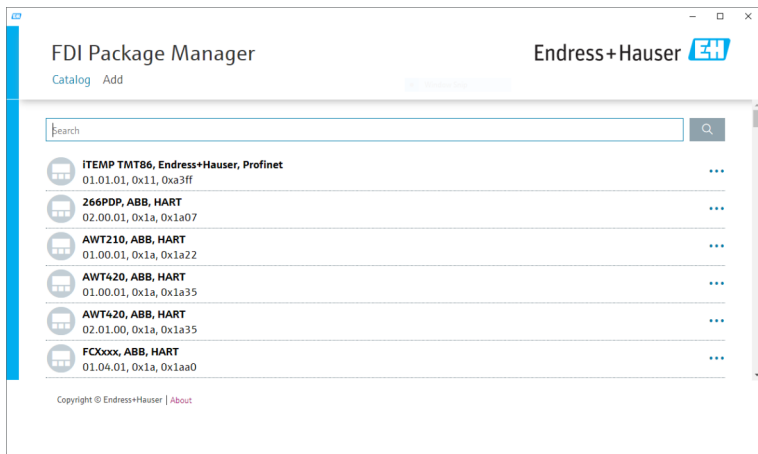 EH
FDI Package Manager
Endress+Hauser EH
Catalog Add
Search
iTEMP TMT86, Endress+Hauser, Profinet
01.01.01, 0x11, 0xa3ff
266PDP, ABB, HART
02.00.01, 0x1a, 0x1a07
AWT210, ABB, HART
01.00.01, 0x1a, 0x1a22
AWT420, ABB, HART
01.00.01, 0x1a, 0x1a35
AWT420, ABB, HART
02.01.00, 0x1a, 0x1a35
FCXxxx, ABB, HART
01.04.01, 0x1a, 0x1aa0
Copyright © Endress+Hauser | About